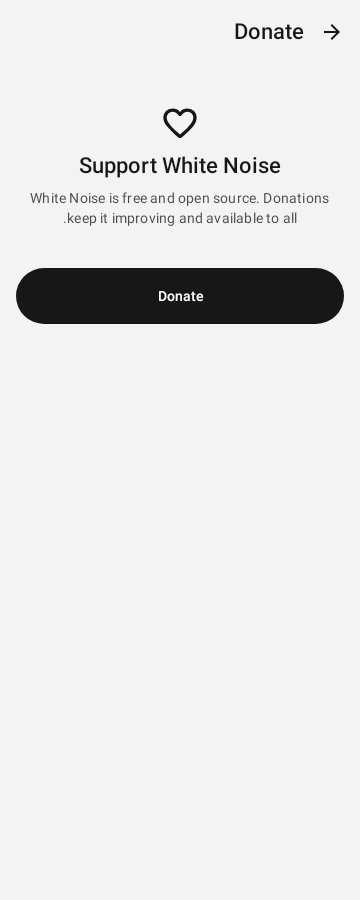 Donate
Support White Noise
White Noise is free and open source. Donations
.keep it improving and available to all
Donate